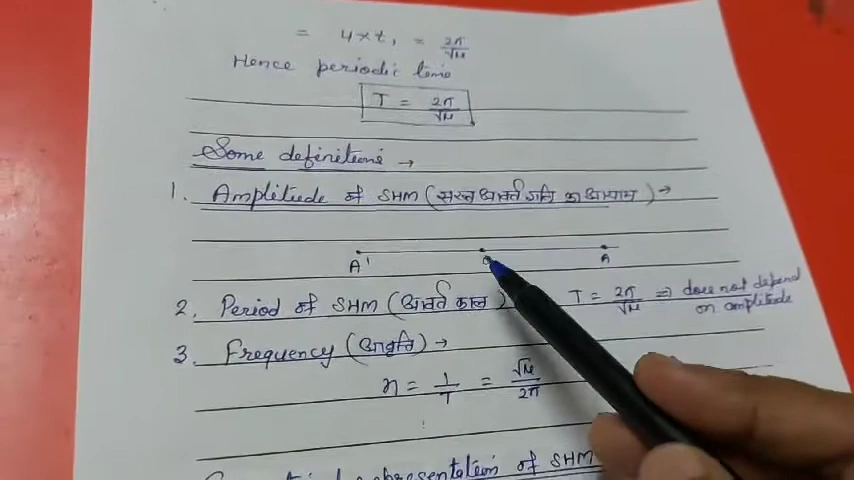 = 4 × t₁ = 2π/√μ
Hence periodic time
T = 2π/√μ
Some definitions →
1. Amplitude of SHM (सरल आवर्त गति का आयाम) →
A' O A
2. Period of SHM (आवर्त काल) T = 2π/√μ ⇒ does not depend on amplitude
3. Frequency (आवृत्ति) →
n = 1/T = √μ/2π
representation of SHM